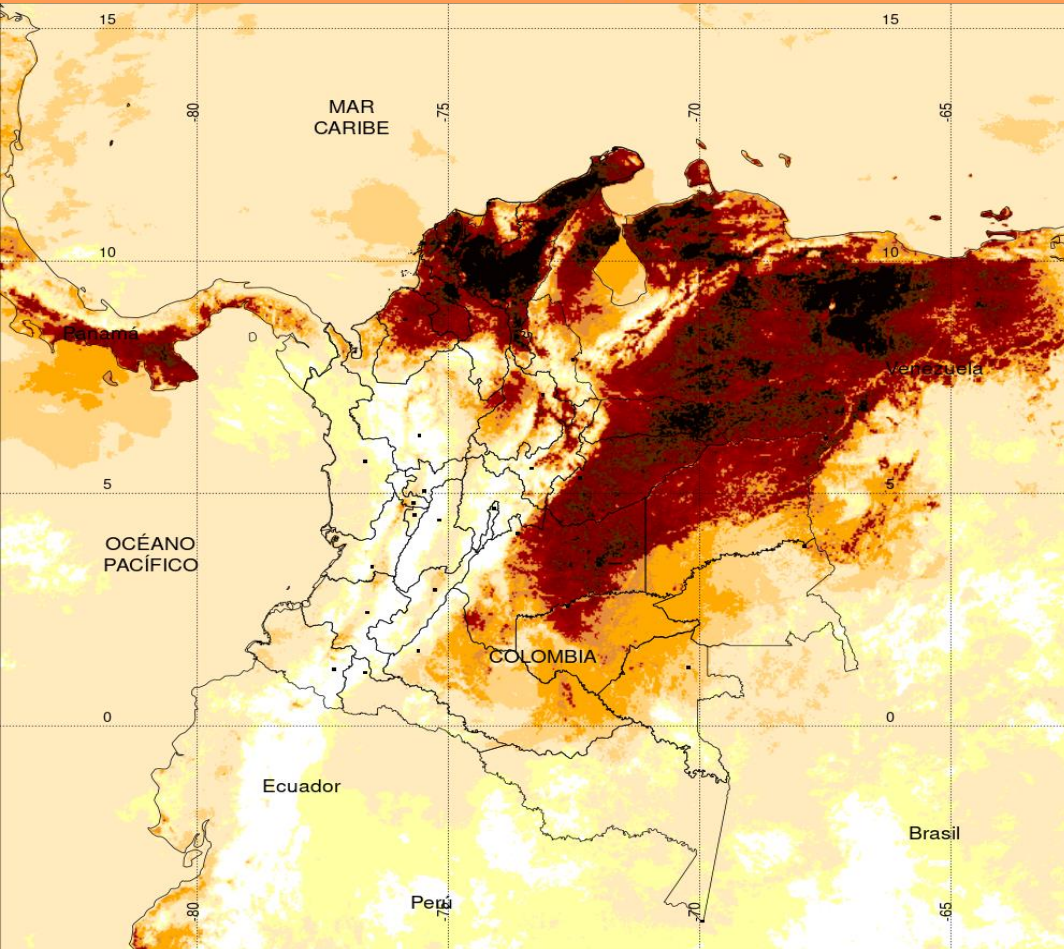 15
15
-80
-75
-70
-65
MAR
CARIBE
10
10
Panamá
Venezuela
5
5
OCÉANO
PACÍFICO
COLOMBIA
0
0
Ecuador
Brasil
Perú
-80
-70
-65